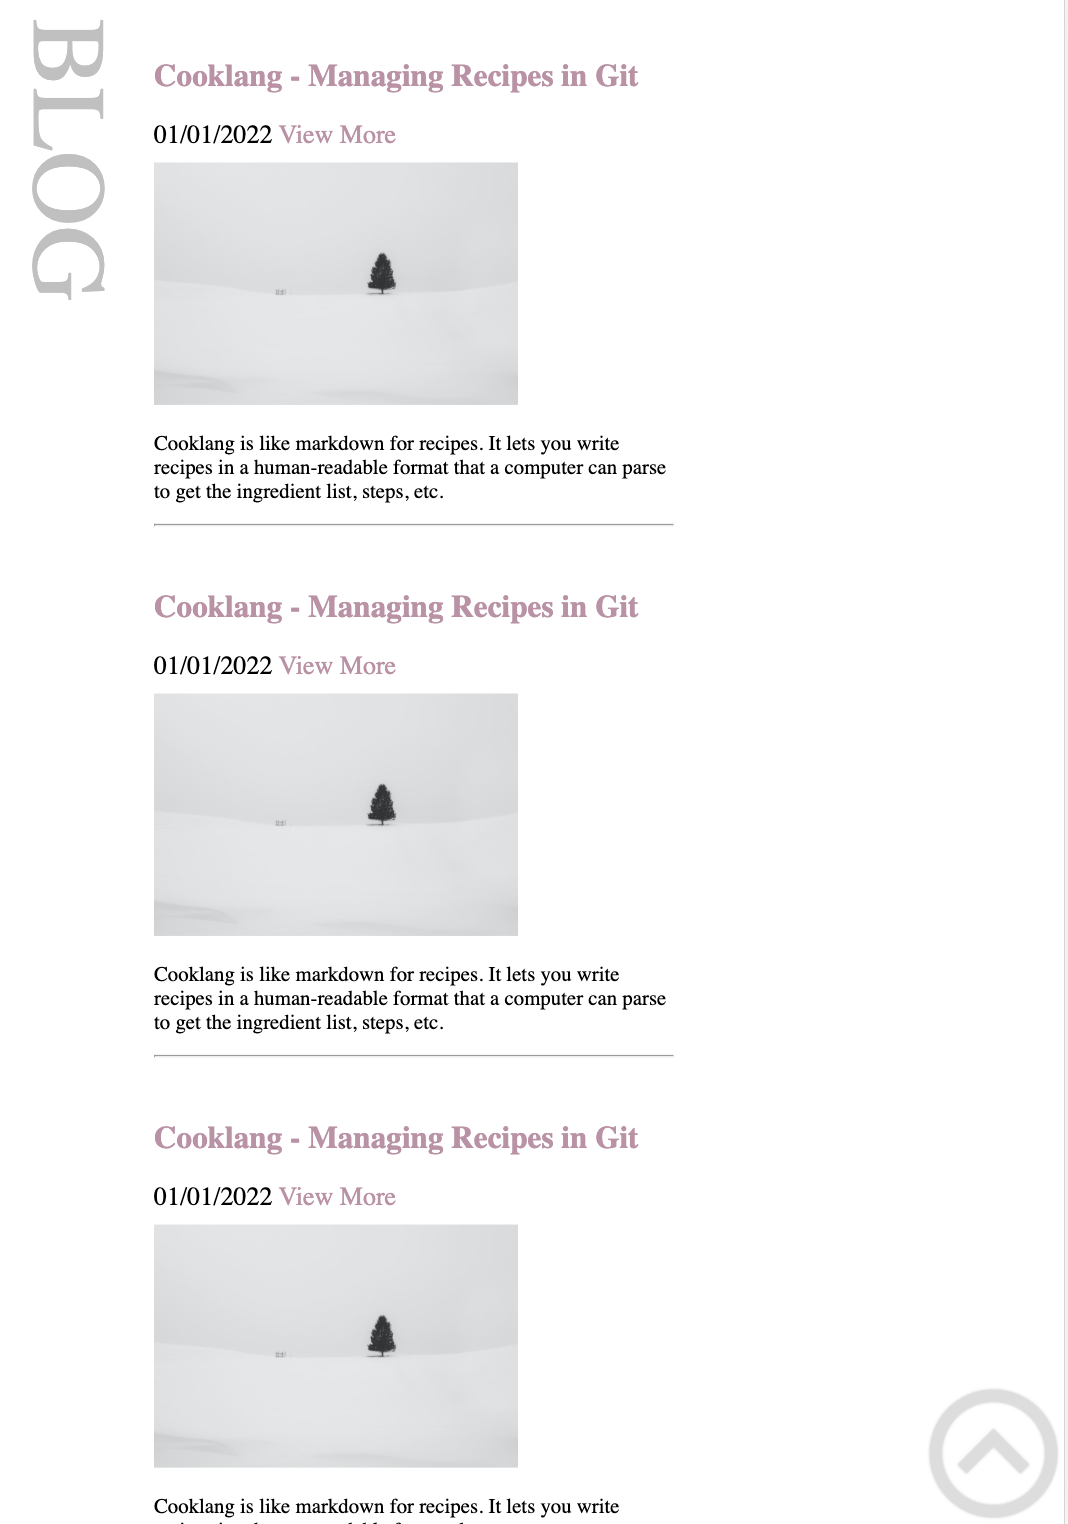 BLOG
Cooklang - Managing Recipes in Git
01/01/2022 View More
Cooklang is like markdown for recipes. It lets you write
recipes in a human-readable format that a computer can parse
to get the ingredient list, steps, etc.
Cooklang - Managing Recipes in Git
01/01/2022 View More
Cooklang is like markdown for recipes. It lets you write
recipes in a human-readable format that a computer can parse
to get the ingredient list, steps, etc.
Cooklang - Managing Recipes in Git
01/01/2022 View More
Cooklang is like markdown for recipes. It lets you write